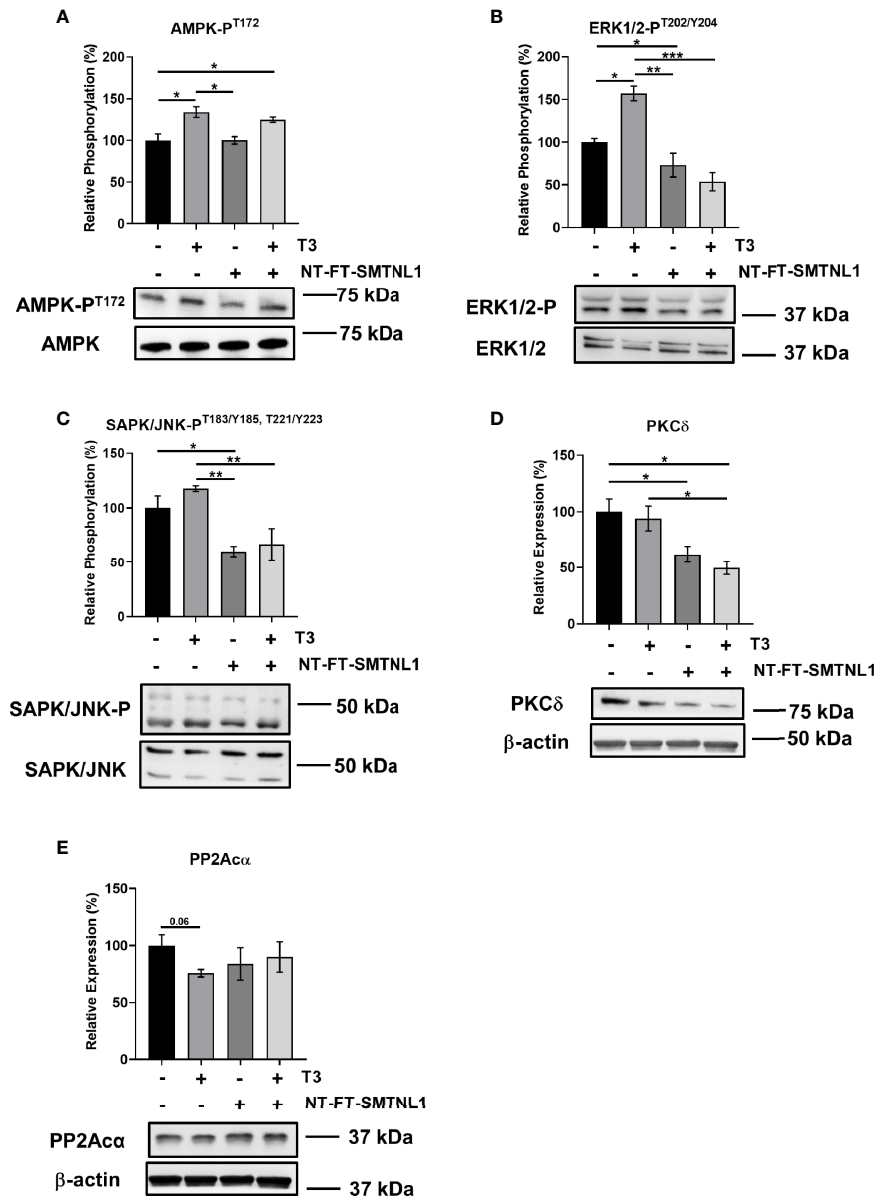 A
AMPK-P^T172
Relative Phosphorylation (%)
150
100
50
0
* * *
- + - + T3
- - + + NT-FT-SMTNL1
AMPK-P^T172
75 kDa
AMPK
75 kDa
B
ERK1/2-P^T202/Y204
Relative Phosphorylation (%)
200
150
100
50
0
* *** * **
- + - + T3
- - + + NT-FT-SMTNL1
ERK1/2-P
37 kDa
ERK1/2
37 kDa
C
SAPK/JNK-P^T183/Y185, T221/Y223
Relative Phosphorylation (%)
150
100
50
0
* ** **
- + - + T3
- - + + NT-FT-SMTNL1
SAPK/JNK-P
50 kDa
SAPK/JNK
50 kDa
D
PKCδ
Relative Expression (%)
150
100
50
0
* * *
- + - + T3
- - + + NT-FT-SMTNL1
PKCδ
75 kDa
β-actin
50 kDa
E
PP2Acα
Relative Expression (%)
150
100
50
0
0.06
- + - + T3
- - + + NT-FT-SMTNL1
PP2Acα
37 kDa
β-actin
37 kDa